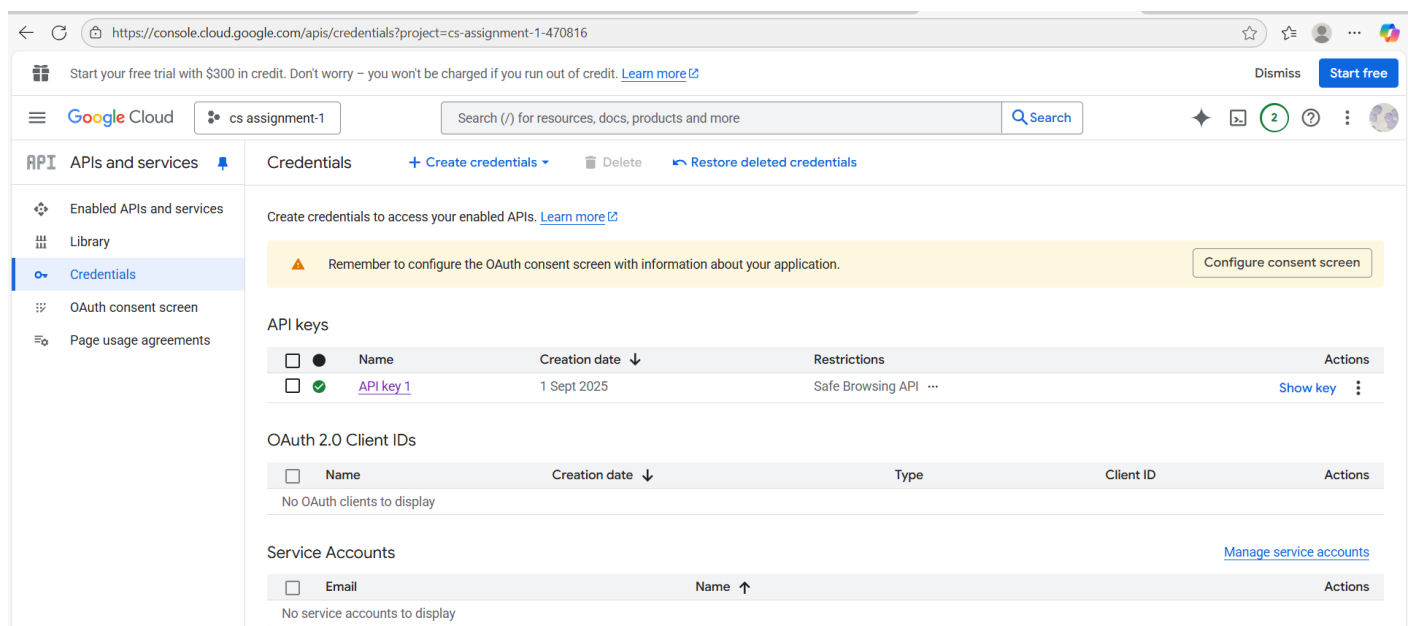 https://console.cloud.google.com/apis/credentials?project=cs-assignment-1-470816
Start your free trial with $300 in credit. Don't worry – you won't be charged if you run out of credit. Learn more
Dismiss
Start free
Google Cloud
cs assignment-1
Search (/) for resources, docs, products and more
Search
2
API APIs and services
Credentials
+ Create credentials
Delete
Restore deleted credentials
Enabled APIs and services
Library
Credentials
OAuth consent screen
Page usage agreements
Create credentials to access your enabled APIs. Learn more
Remember to configure the OAuth consent screen with information about your application.
Configure consent screen
API keys
Name Creation date Restrictions Actions
API key 1 1 Sept 2025 Safe Browsing API ··· Show key
OAuth 2.0 Client IDs
Name Creation date Type Client ID Actions
No OAuth clients to display
Service Accounts
Manage service accounts
Email Name Actions
No service accounts to display